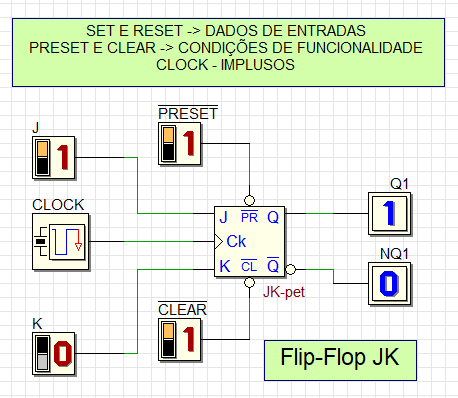 SET E RESET -> DADOS DE ENTRADAS
PRESET E CLEAR -> CONDIÇÕES DE FUNCIONALIDADE
CLOCK - IMPLUSOS
PRESET
1
J
1
Q1
1
CLOCK
J PR Q
Ck
K CL Q
JK-pet
NQ1
0
CLEAR
1
K
0
Flip-Flop JK